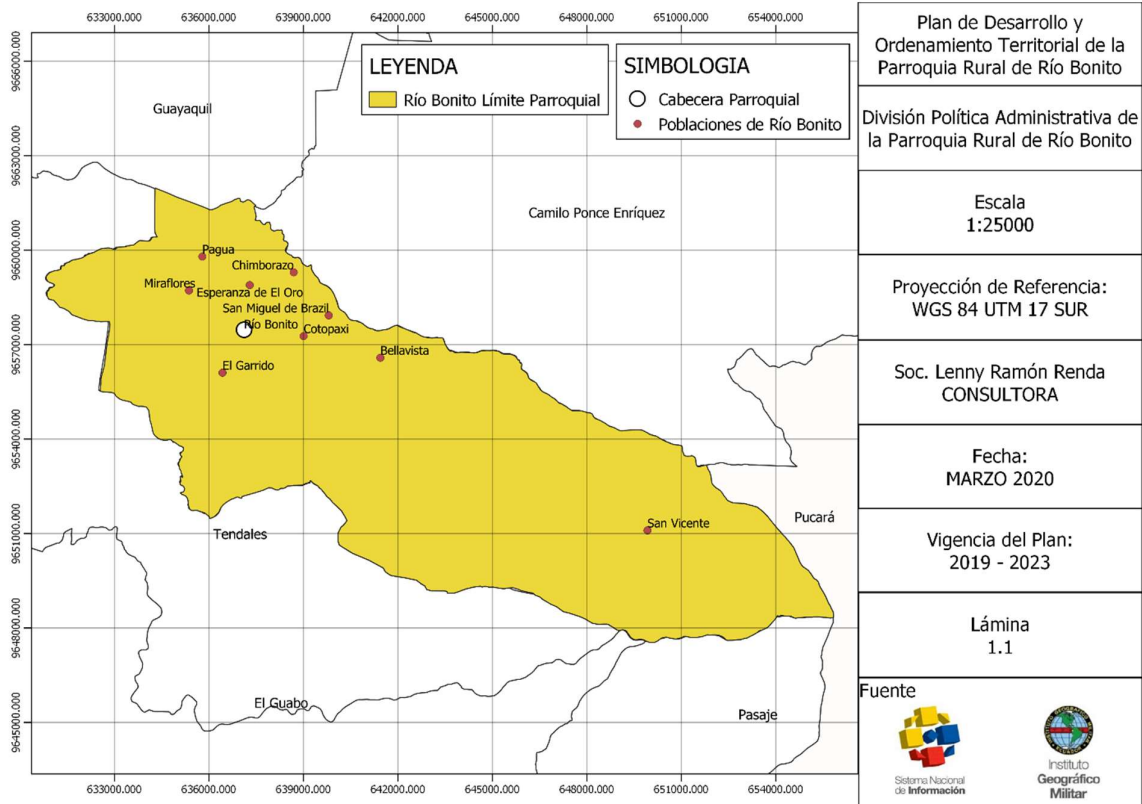 633000.000 636000.000 639000.000 642000.000 645000.000 648000.000 651000.000 654000.000
9666000.000
9663000.000
9660000.000
9657000.000
9654000.000
9651000.000
9648000.000
9645000.000
LEYENDA
Río Bonito Límite Parroquial
SIMBOLOGIA
Cabecera Parroquial
Poblaciones de Río Bonito
Guayaquil
Camilo Ponce Enríquez
Pagua
Chimborazo
Miraflores
Esperanza de El Oro
San Miguel de Brazil
Río Bonito
Cotopaxi
Bellavista
El Garrido
San Vicente
Pucará
Tendales
El Guabo
Pasaje
633000.000 636000.000 639000.000 642000.000 645000.000 648000.000 651000.000 654000.000
Plan de Desarrollo y
Ordenamiento Territorial de la
Parroquia Rural de Río Bonito
División Política Administrativa de
la Parroquia Rural de Río Bonito
Escala
1:25000
Proyección de Referencia:
WGS 84 UTM 17 SUR
Soc. Lenny Ramón Renda
CONSULTORA
Fecha:
MARZO 2020
Vigencia del Plan:
2019 - 2023
Lámina
1.1
Fuente
Sistema Nacional
de Información
Instituto
Geográfico
Militar